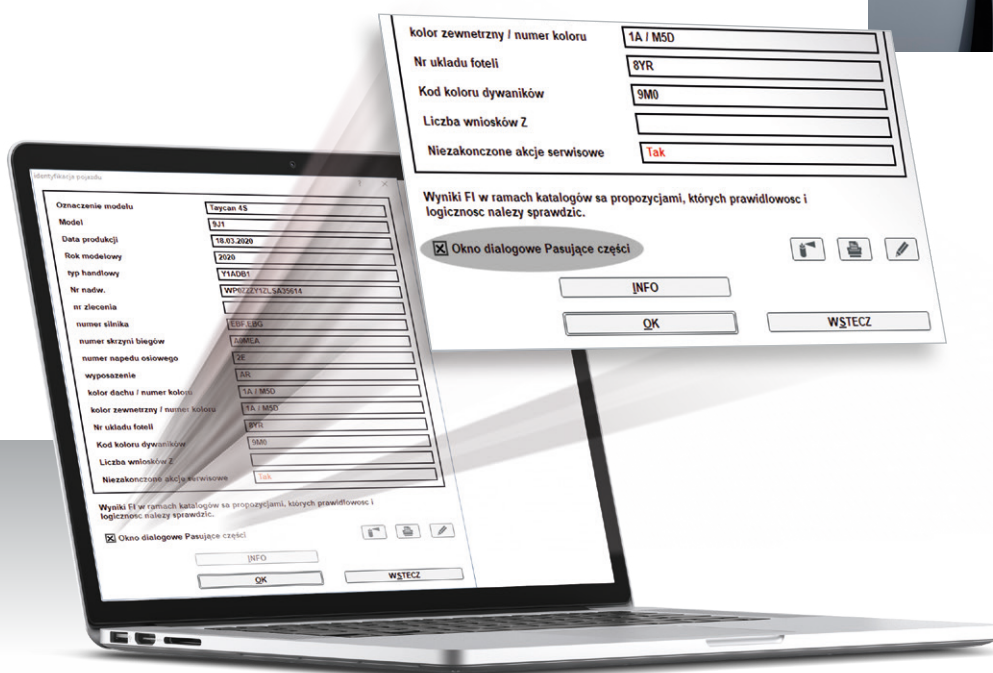 kolor zewnetrzny / numer koloru 1A / M5D
Nr ukladu foteli 8YR
Kod koloru dywaników 9M0
Liczba wniosków Z
Niezakonczone akcje serwisowe Tak
Wyniki FI w ramach katalogów sa propozycjami, których prawidlowosc i
logicznosc nalezy sprawdzic.
Okno dialogowe Pasujące części
INFO
OK WSTECZ
Identyfikacja pojazdu
Oznaczenie modelu Taycan 4S
Model 9J1
Data produkcji 18.03.2020
Rok modelowy 2020
typ handlowy Y1ADB1
Nr nadw.
nr zlecenia
numer silnika EBF,EBG
numer skrzyni biegów
numer napedu osiowego 2E
wyposazenie AR
kolor dachu / numer koloru 1A / M5D
kolor zewnetrzny / numer koloru 1A / M5D
Nr ukladu foteli 8YR
Kod koloru dywaników 9M0
Liczba wniosków Z
Niezakonczone akcje serwisowe Tak
Wyniki FI w ramach katalogów sa propozycjami, których prawidlowosc i
logicznosc nalezy sprawdzic.
Okno dialogowe Pasujące części
INFO
OK WSTECZ